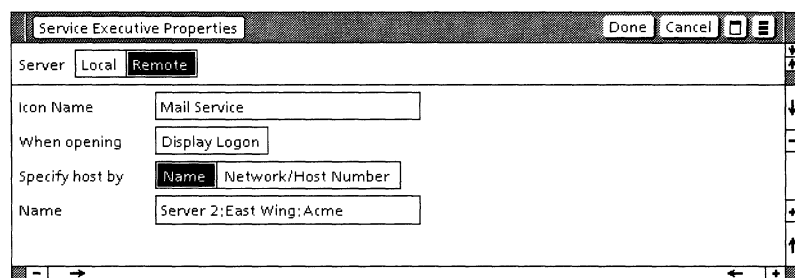 Service Executive Properties Done Cancel
Server Local Remote
Icon Name Mail Service
When opening Display Logon
Specify host by Name Network/Host Number
Name Server 2:East Wing:Acme